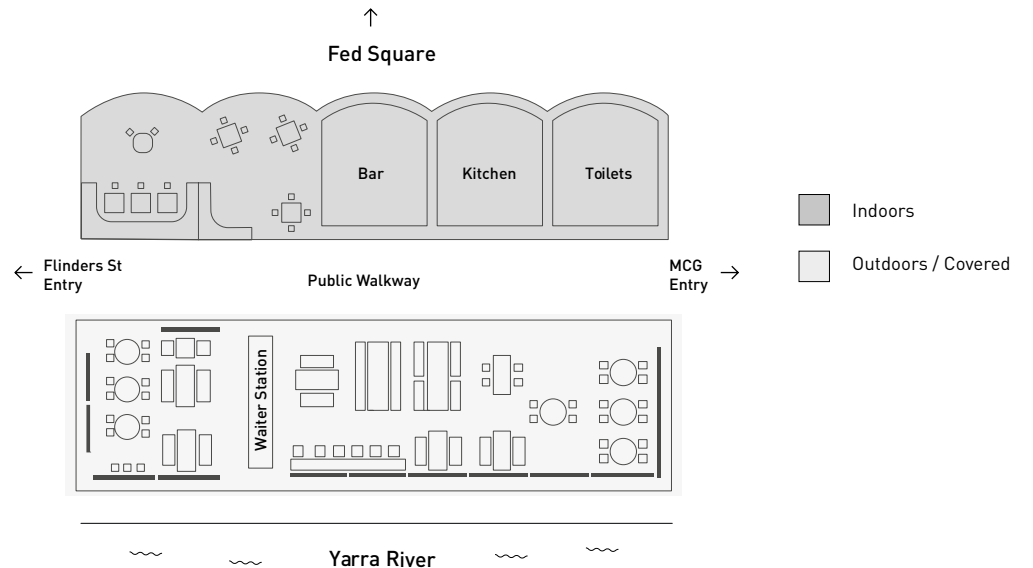 Fed Square
Bar
Kitchen
Toilets
Indoors
Outdoors / Covered
Flinders St
Entry
Public Walkway
MCG
Entry
Waiter Station
Yarra River